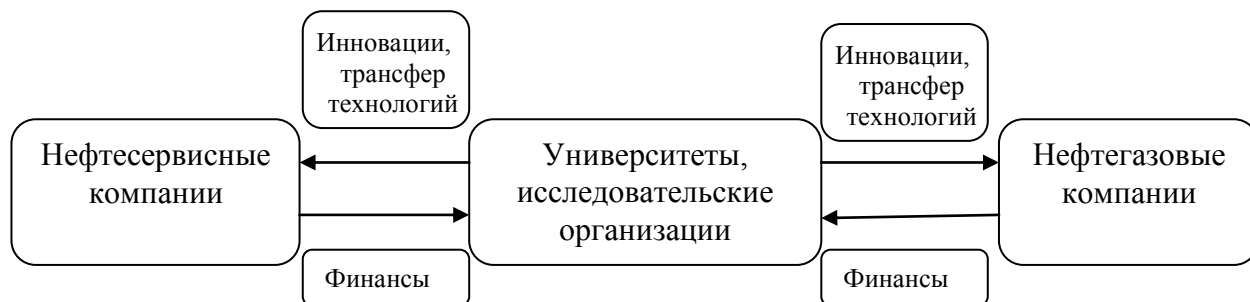 Инновации,
трансфер
технологий
Инновации,
трансфер
технологий
Нефтесервисные
компании
Университеты,
исследовательские
организации
Нефтегазовые
компании
Финансы
Финансы